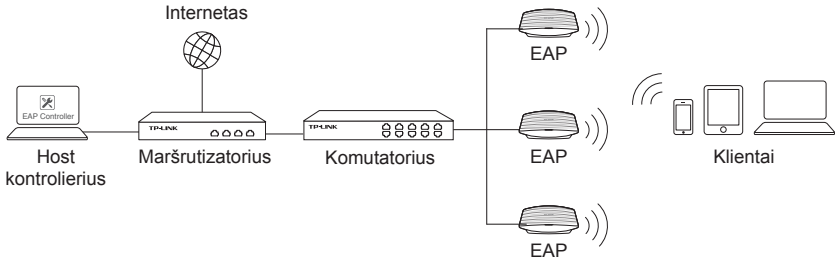 Internetas
EAP
EAP Controller
TP-LINK
TP-LINK
Host
kontrolierius
Maršrutizatorius
Komutatorius
EAP
Klientai
EAP